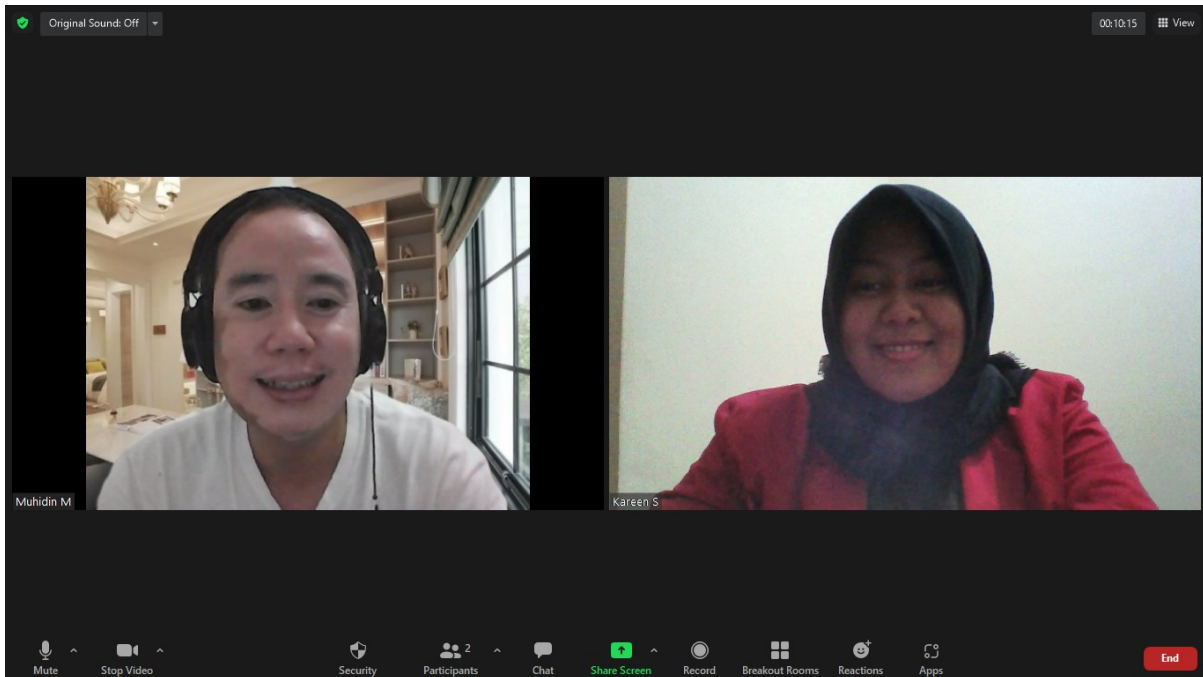 Original Sound: Off
00:10:15
View
Muhidin M
Kareen S
Mute
Stop Video
Security
Participants
2
Chat
Share Screen
Record
Breakout Rooms
Reactions
Apps
End